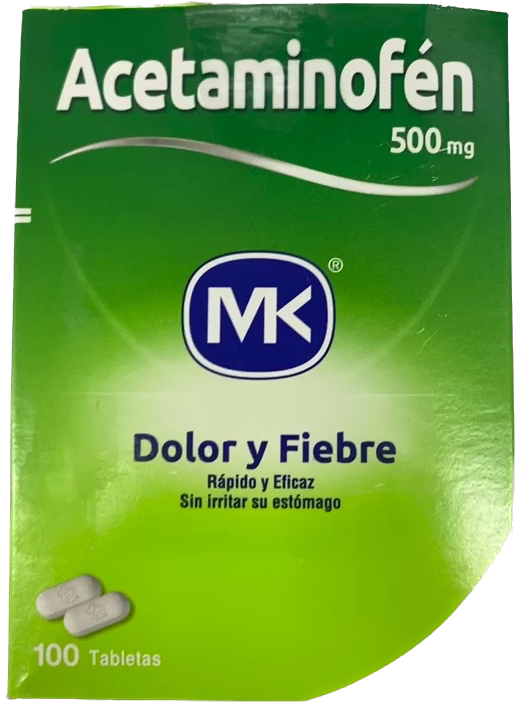 Acetaminofén
500 mg
MK®
Dolor y Fiebre
Rápido y Eficaz
Sin irritar su estómago
100 Tabletas